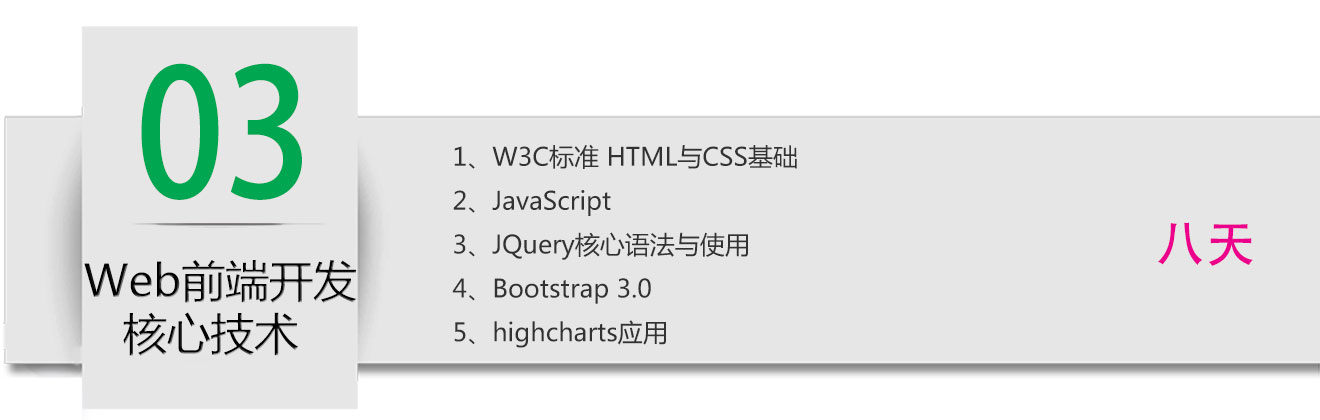 03
Web前端开发
核心技术
1、W3C标准 HTML与CSS基础
2、JavaScript
3、JQuery核心语法与使用
4、Bootstrap 3.0
5、highcharts应用
八天